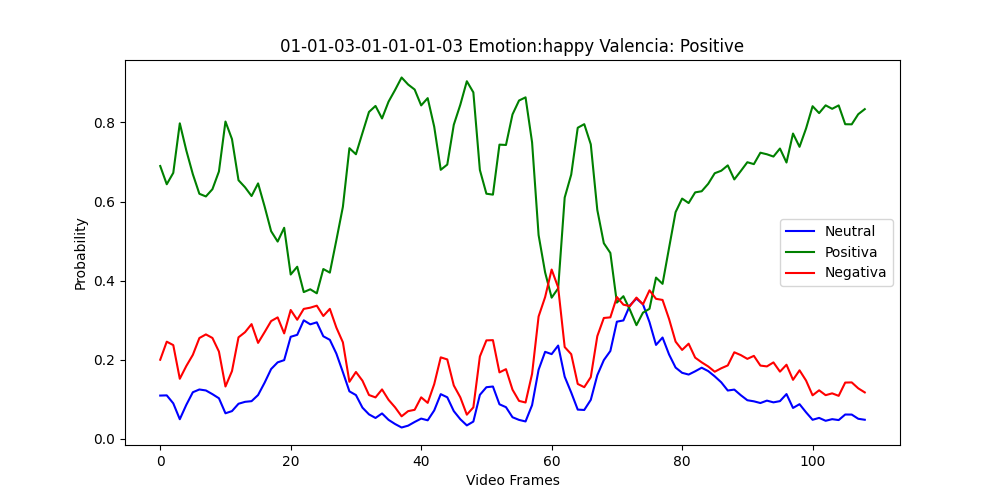 01-01-03-01-01-01-03 Emotion:happy Valencia: Positive
Probability
0.8
0.6
0.4
0.2
0.0
Neutral
Positiva
Negativa
0 20 40 60 80 100
Video Frames